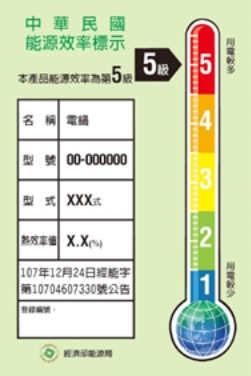 中華民國
能源效率標示
本產品能源效率為第5級
5級
名稱 電鍋
型號 00-000000
型式 XXX式
熱效率值 X.X(%)
107年12月24日經能字
第10704607330號公告
登錄編號：
經濟部能源局
用電較多
5
4
3
2
1
用電較少